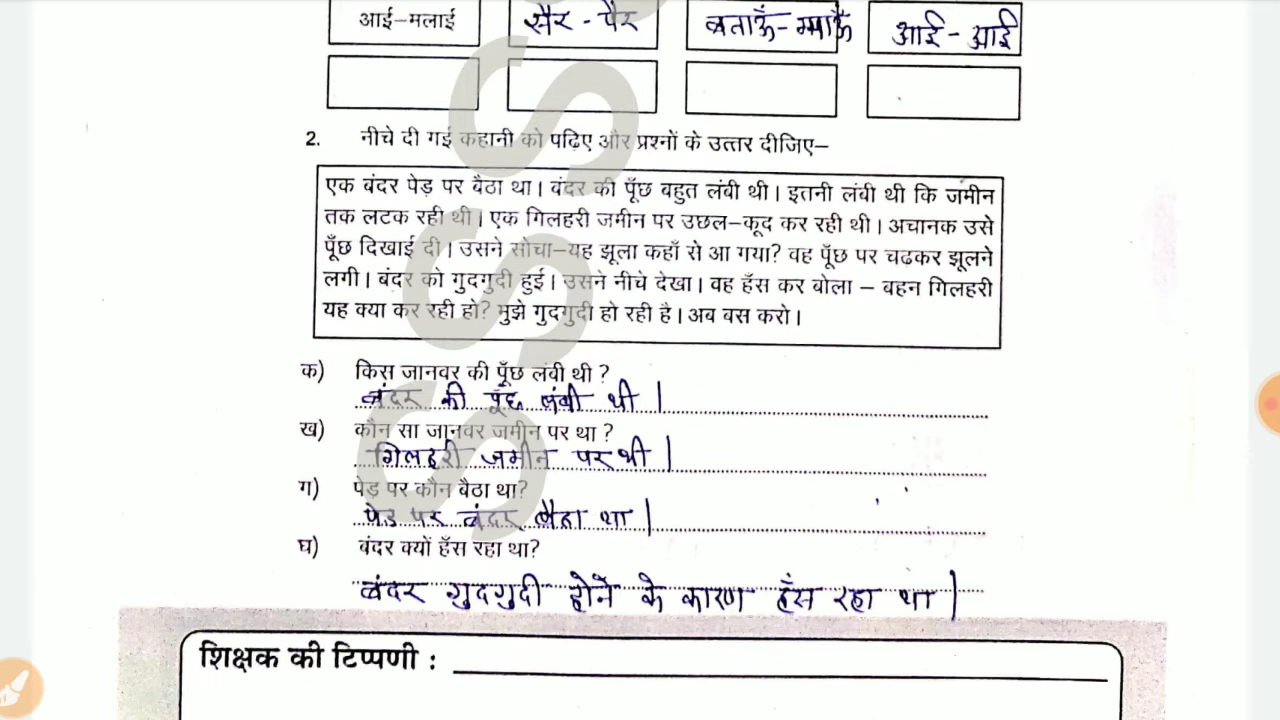 आई–मलाई सैर - पैर बताऊँ- म्याऊँ आई - आई
2. नीचे दी गई कहानी को पढ़िए और प्रश्नों के उत्तर दीजिए–
एक बंदर पेड़ पर बैठा था। बंदर की पूँछ बहुत लंबी थी। इतनी लंबी थी कि जमीन
तक लटक रही थी। एक गिलहरी जमीन पर उछल–कूद कर रही थी। अचानक उसे
पूँछ दिखाई दी। उसने सोचा–यह झूला कहाँ से आ गया? वह पूँछ पर चढकर झूलने
लगी। बंदर को गुदगुदी हुई। उसने नीचे देखा। वह हँस कर बोला – बहन गिलहरी
यह क्या कर रही हो? मुझे गुदगुदी हो रही है। अब बस करो।
क) किस जानवर की पूँछ लंबी थी ?
बंदर की पूँछ लंबी थी |
ख) कौन सा जानवर जमीन पर था ?
गिलहरी जमीन पर थी |
ग) पेड़ पर कौन बैठा था?
पेड पर बंदर बैठा था |
घ) बंदर क्यों हँस रहा था?
बंदर गुदगुदी होने के कारण हँस रहा था |
शिक्षक की टिप्पणी :